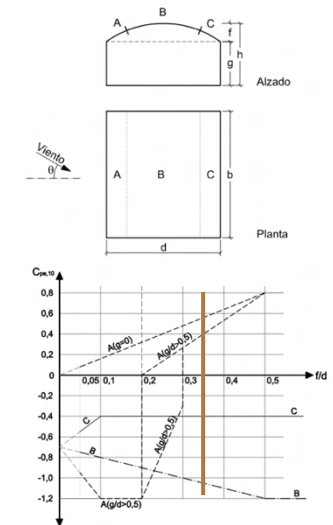 B
A C
f
h
g
Alzado
Viento
θ
A B C
b
Planta
d
Cpe,10
0,8
0,6
A(g=0)
0,4
A(g/d>0,5)
0,2
0
f/d
0,05 0,1 0,2 0,3 0,4 0,5
-0,2
C
-0,4
C
A(g/d>0,5)
-0,6
-0,8
B
-1,0
-1,2
A(g/d>0,5)
B